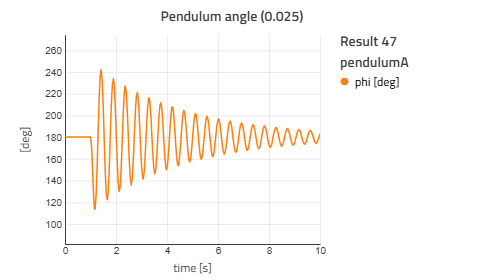 Pendulum angle (0.025)
Result 47
pendulumA
phi [deg]
[deg]
260
240
220
200
180
160
140
120
100
0 2 4 6 8 10
time [s]